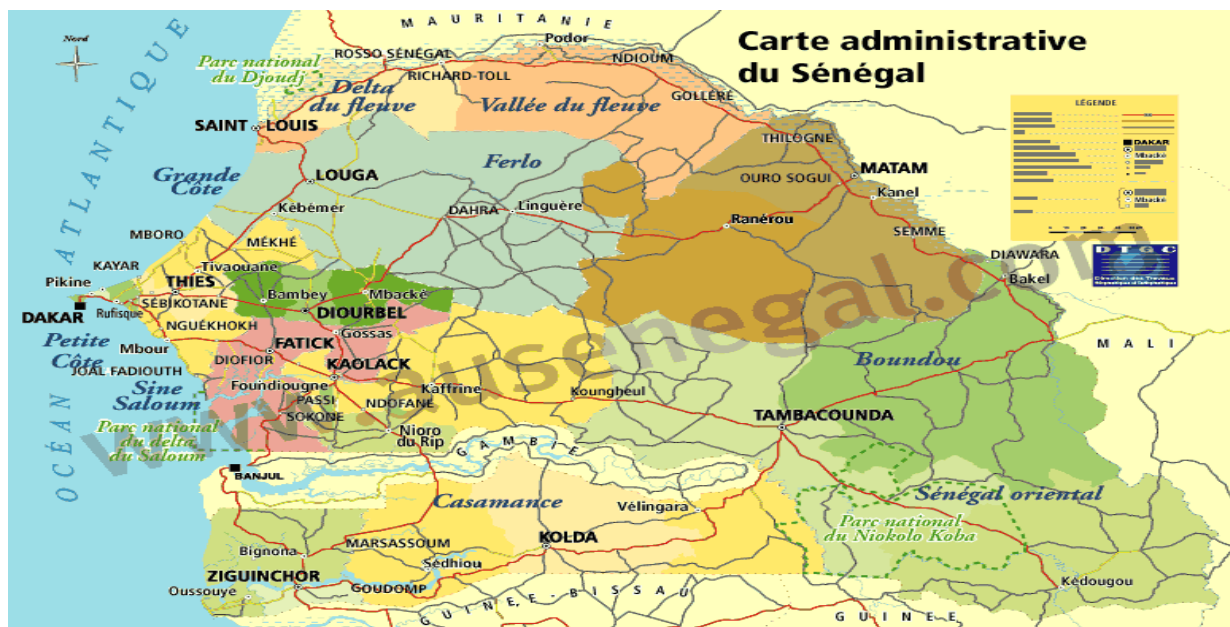 Carte administrative
du Sénégal
Nord
OCÉAN ATLANTIQUE
MAURITANIE
Podor
ROSSO SÉNÉGAL
NDIOUM
Parc national
du Djoudj
RICHARD-TOLL
Delta
du fleuve
Vallée du fleuve
GOLLÉRÉ
LÉGENDE
SAINT LOUIS
THILOGNE
DAKAR
Mbacké
Ferlo
MATAM
Grande
Côte
LOUGA
OURO SOGUI
Kanel
Mbacké
Kébémer
DAHRA
Linguère
Ranérou
SEMME
MBORO
MÉKHÉ
DTGC
DIAWARA
KAYAR
Tivaouane
Bakel
Pikine
THIES
Bambey
Mbacké
SÉBIKOTANE
DAKAR
Rufisque
DIOURBEL
NGUÉKHOKH
Gossas
Petite
Côte
Mbour
FATICK
MALI
DIOFIOR
Boundou
JOAL-FADIOUTH
KAOLACK
Sine
Saloum
Foundiougne
Kaffrine
Koungheul
PASSI
NDOFANE
SOKONE
TAMBACOUNDA
Parc national
du delta
du Saloum
Nioro
du Rip
GAMBIE
BANJUL
Casamance
Vélingara
Sénégal oriental
Parc national
du Niokolo Koba
MARSASSOUM
KOLDA
Bignona
Sédhiou
ZIGUINCHOR
GOUDOMP
Kédougou
Oussouye
GUINEE-BISSAU
GUINEE
www.ausenegal.com